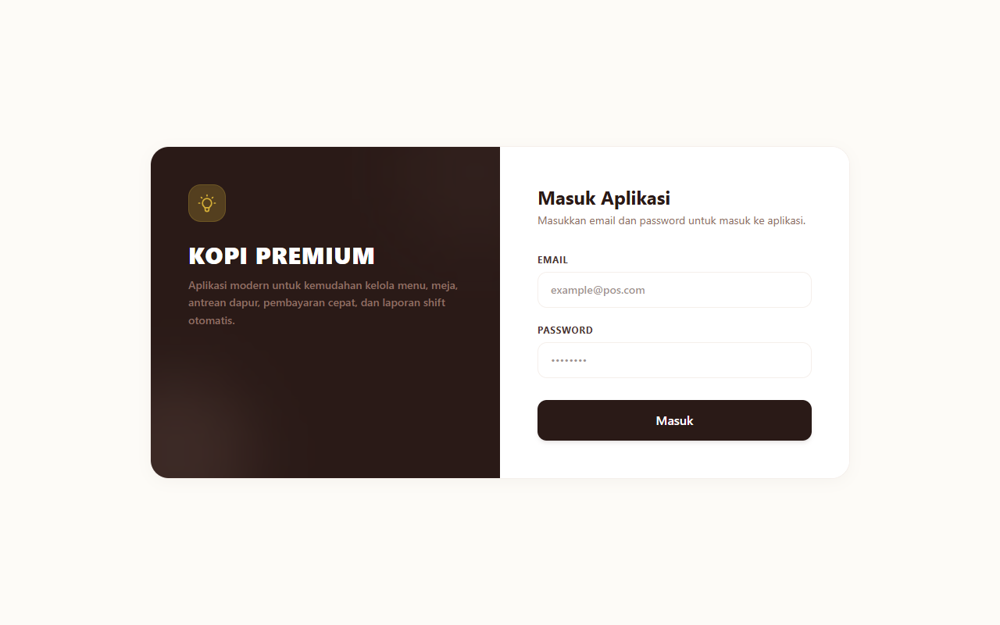 KOPI PREMIUM
Aplikasi modern untuk kemudahan kelola menu, meja,
antrean dapur, pembayaran cepat, dan laporan shift
otomatis.
Masuk Aplikasi
Masukkan email dan password untuk masuk ke aplikasi.
EMAIL
example@pos.com
PASSWORD
••••••••
Masuk